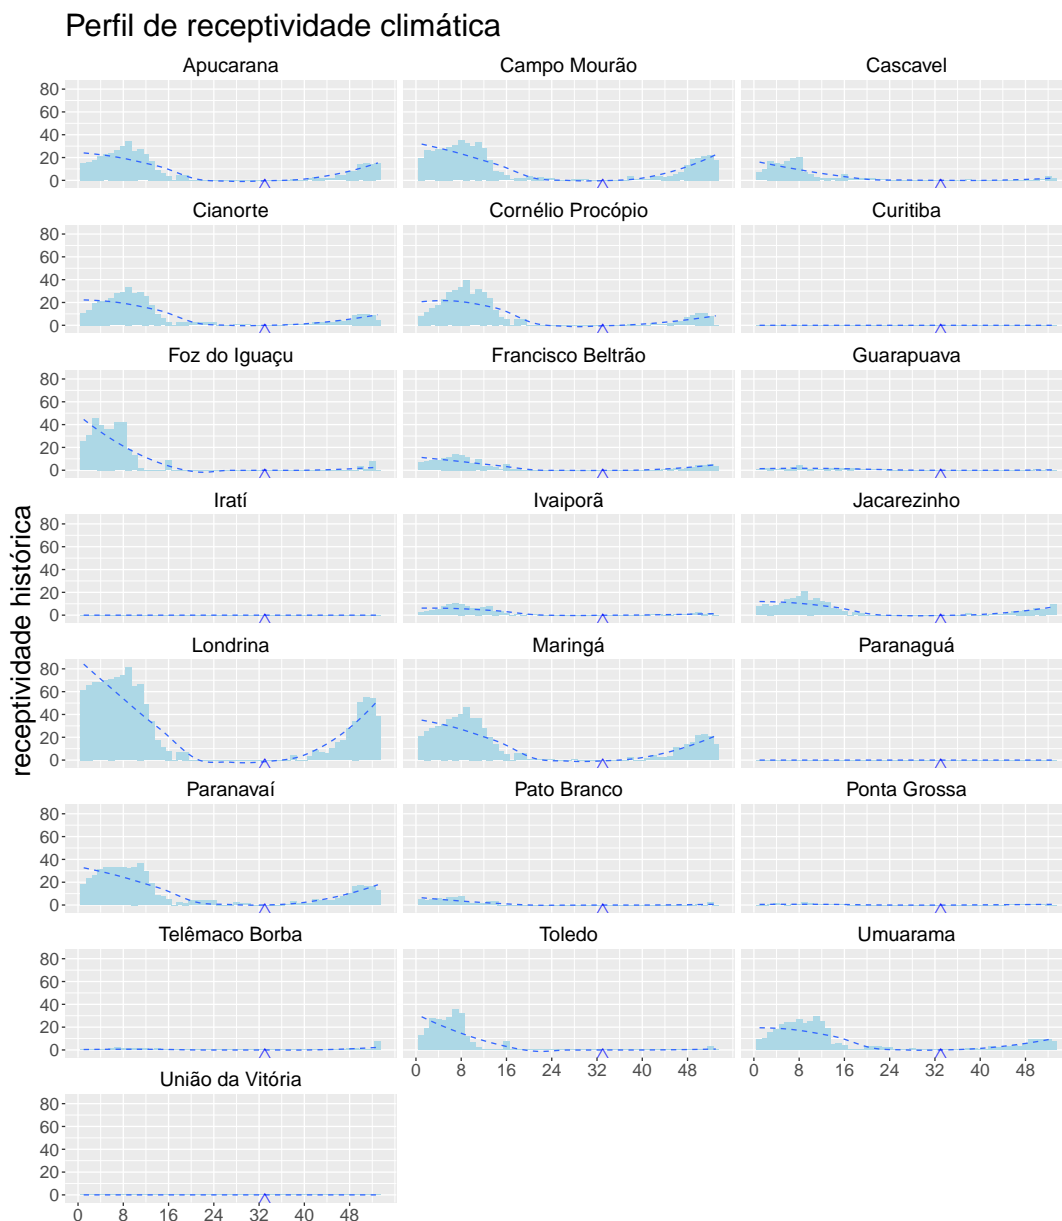 Perfil de receptividade climática
Apucarana
Campo Mourão
Cascavel
80
60
40
20
0
Cianorte
Cornélio Procópio
Curitiba
80
60
40
20
0
Foz do Iguaçu
Francisco Beltrão
Guarapuava
80
60
40
20
0
Iratí
Ivaiporã
Jacarezinho
80
60
40
20
0
receptividade histórica
Londrina
Maringá
Paranaguá
80
60
40
20
0
Paranavaí
Pato Branco
Ponta Grossa
80
60
40
20
0
Telêmaco Borba
Toledo
Umuarama
80
60
40
20
0
0 8 16 24 32 40 48
0 8 16 24 32 40 48
União da Vitória
80
60
40
20
0
0 8 16 24 32 40 48